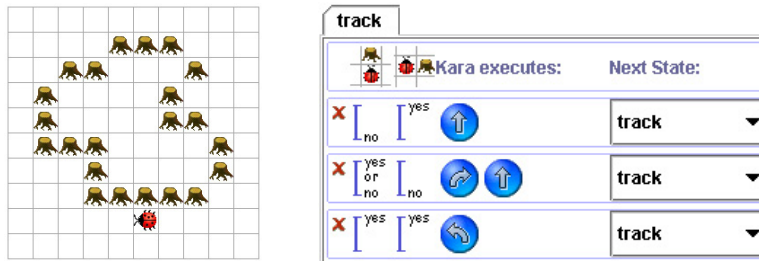 track
Kara executes: Next State:
no yes track
yes
or
no no track
yes yes track